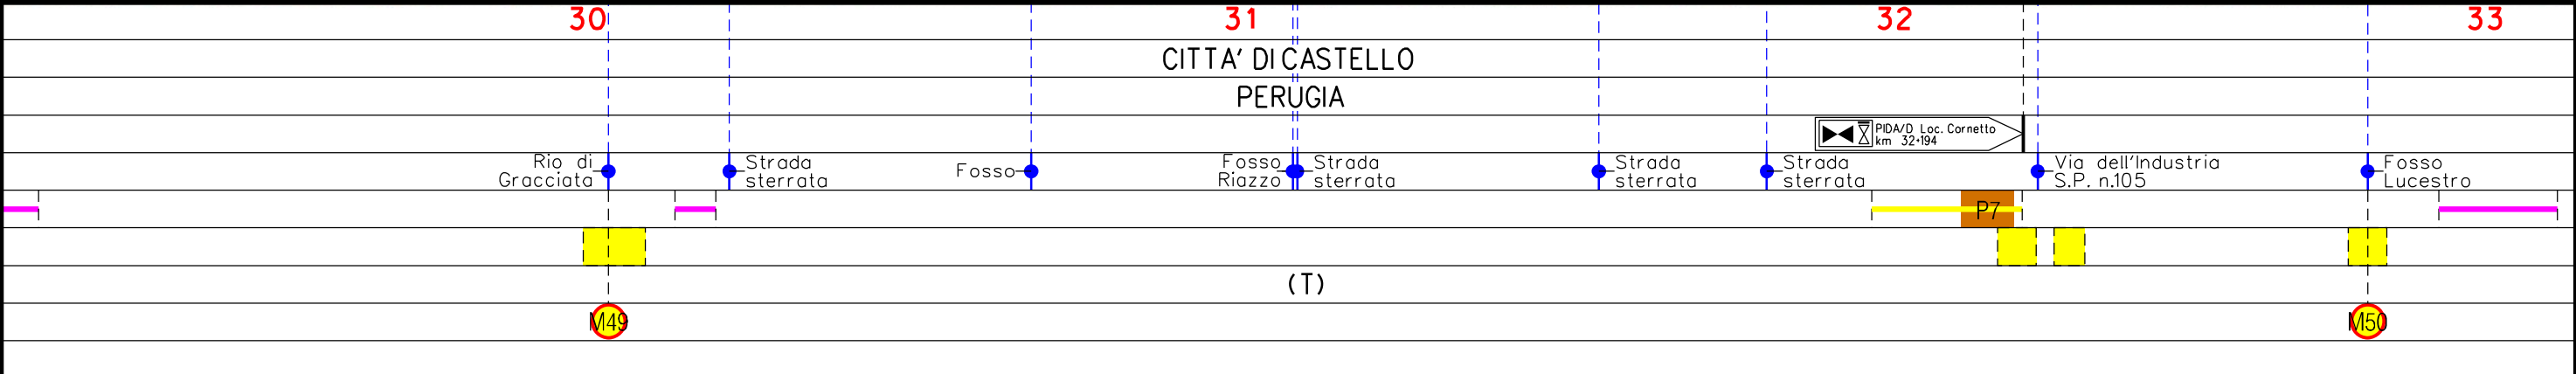 30 31 32 33
CITTA' DI CASTELLO
PERUGIA
PIDA/D Loc. Cornetto
km 32+194
Rio di
Gracciata
Strada
sterrata
Fosso
Fosso
Riazzo
Strada
sterrata
Strada
sterrata
Strada
sterrata
Via dell'Industria
S.P. n.105
Fosso
Lucestro
P7
(T)
M49 M50